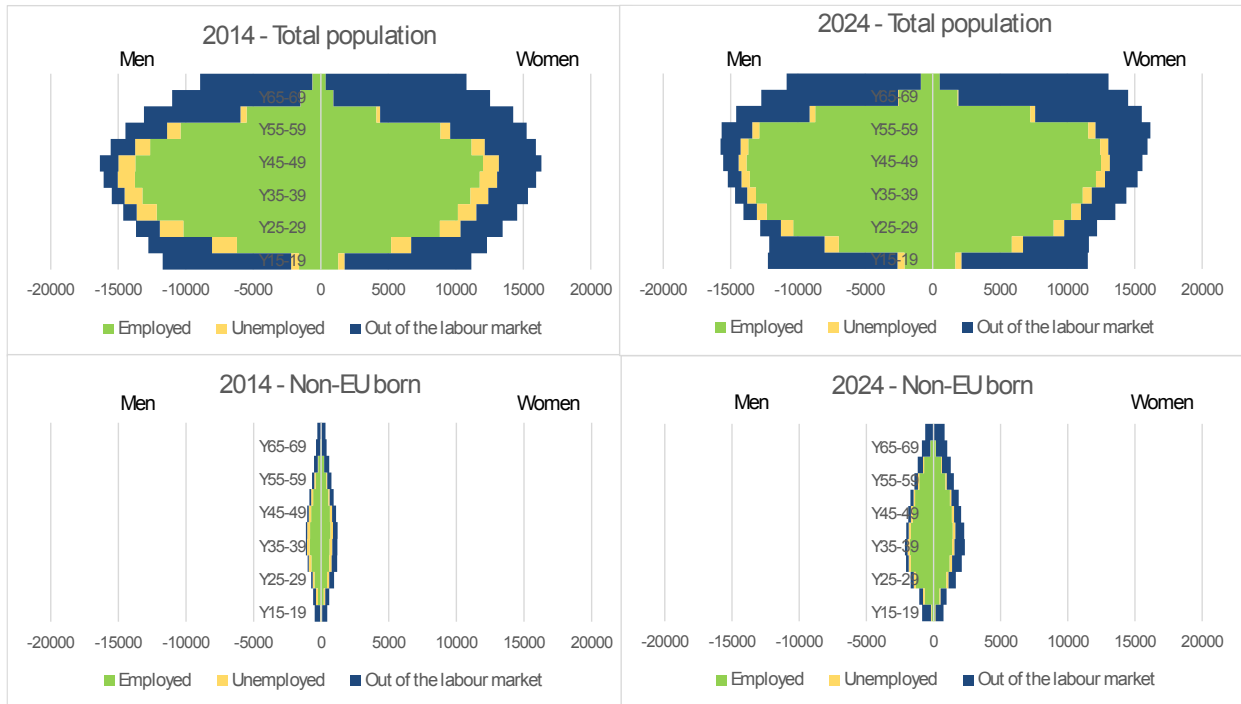 2014 - Total population
Men
Women
Y65-69
Y55-59
Y45-49
Y35-39
Y25-29
Y15-19
-20000 -15000 -10000 -5000 0 5000 10000 15000 20000
Employed Unemployed Out of the labour market
2024 - Total population
Men
Women
Y65-69
Y55-59
Y45-49
Y35-39
Y25-29
Y15-19
-20000 -15000 -10000 -5000 0 5000 10000 15000 20000
Employed Unemployed Out of the labour market
2014 - Non-EU born
Men
Women
Y65-69
Y55-59
Y45-49
Y35-39
Y25-29
Y15-19
-20000 -15000 -10000 -5000 0 5000 10000 15000 20000
Employed Unemployed Out of the labour market
2024 - Non-EU born
Men
Women
Y65-69
Y55-59
Y45-49
Y35-39
Y25-29
Y15-19
-20000 -15000 -10000 -5000 0 5000 10000 15000 20000
Employed Unemployed Out of the labour market